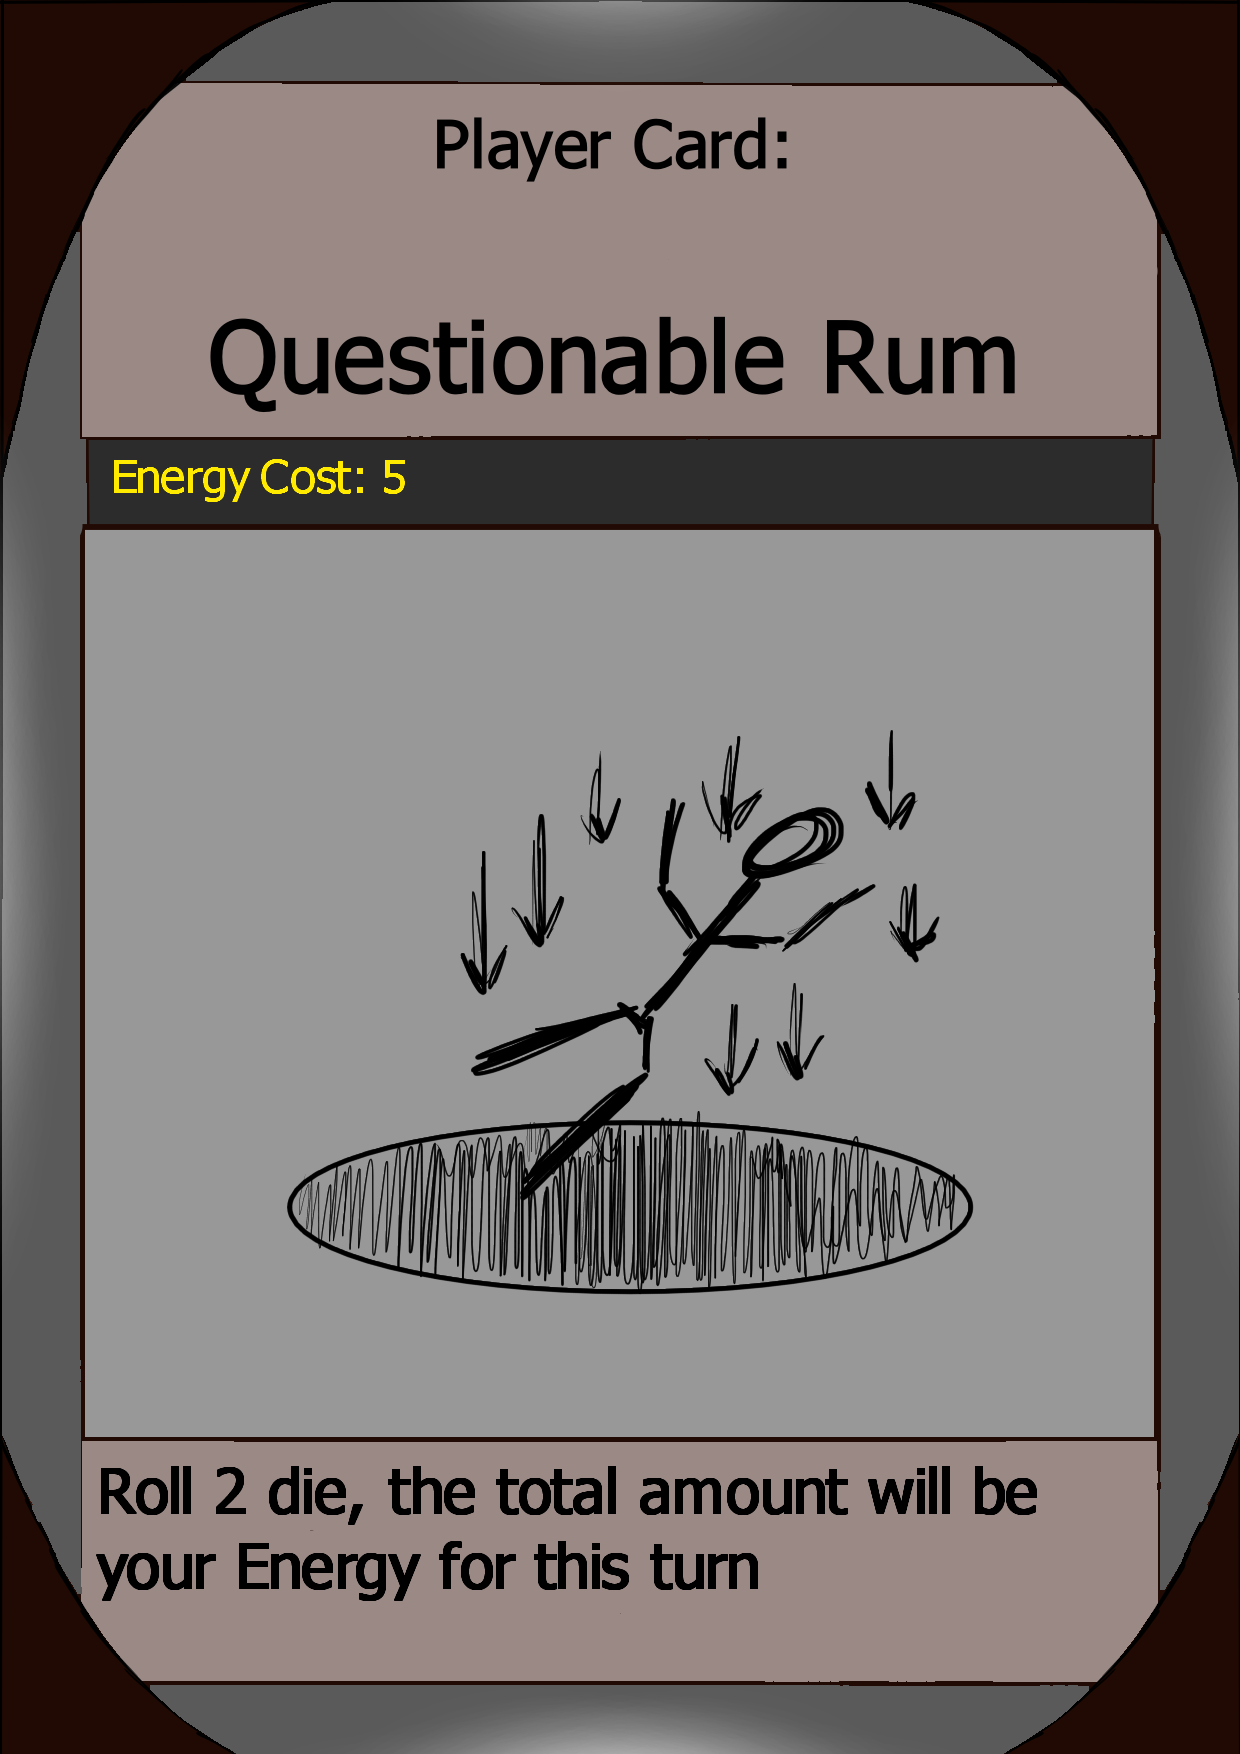 Player Card:
Questionable Rum
Energy Cost: 5
Roll 2 die, the total amount will be
your Energy for this turn